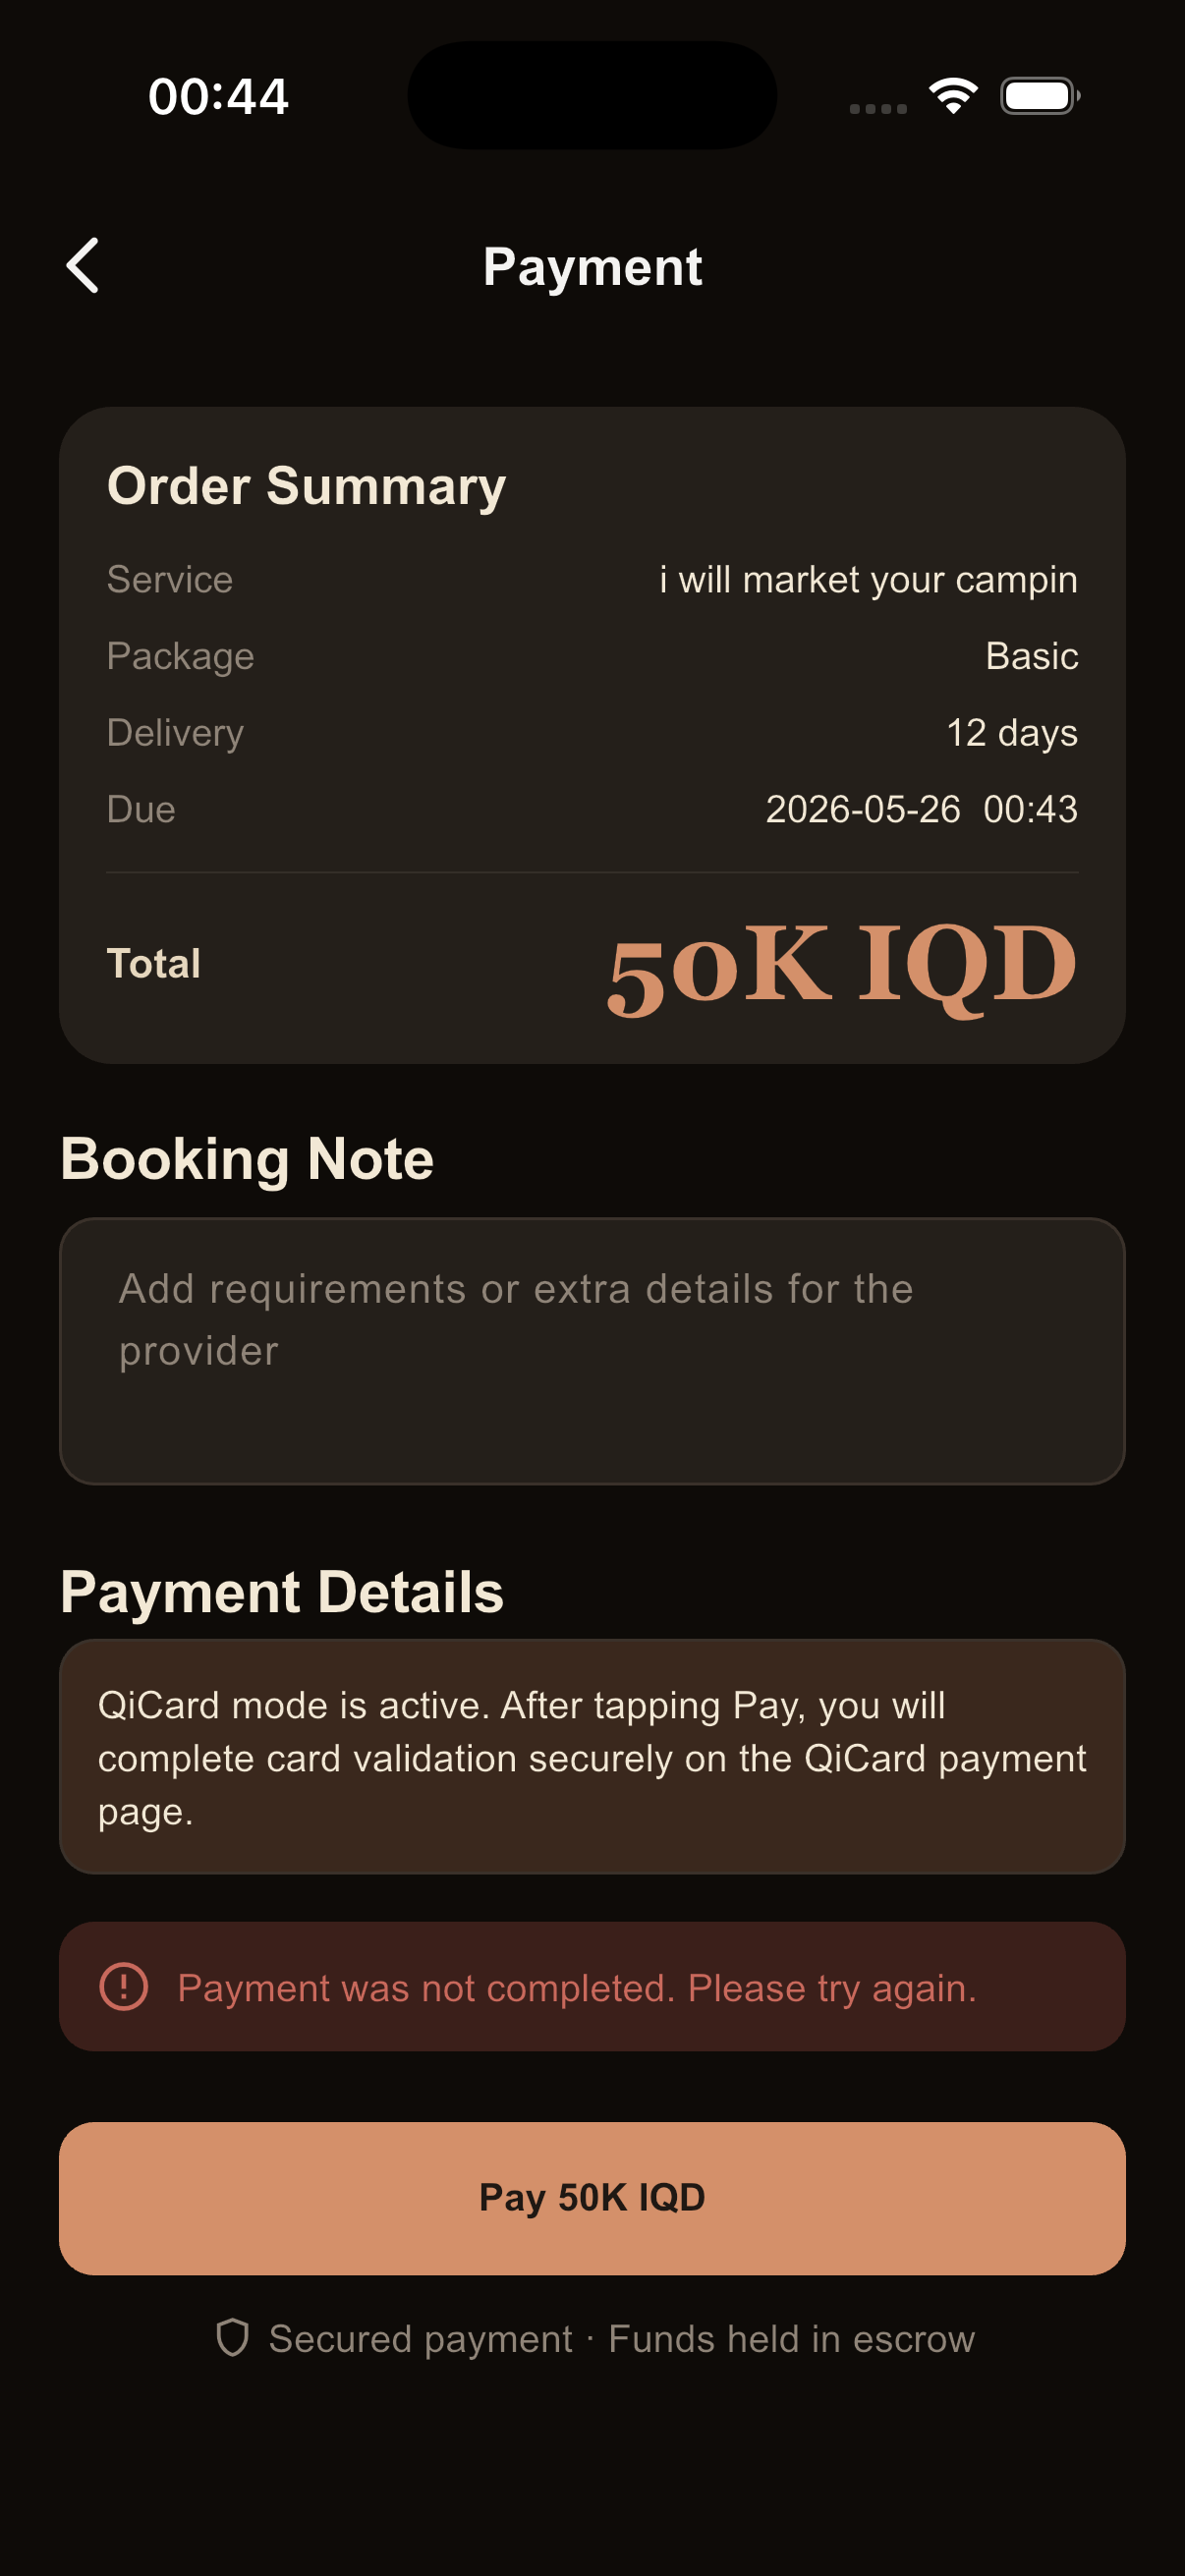 00:44
Payment
Order Summary
Service i will market your campin
Package Basic
Delivery 12 days
Due 2026-05-26 00:43
Total 50K IQD
Booking Note
Add requirements or extra details for the
provider
Payment Details
QiCard mode is active. After tapping Pay, you will
complete card validation securely on the QiCard payment
page.
Payment was not completed. Please try again.
Pay 50K IQD
Secured payment · Funds held in escrow